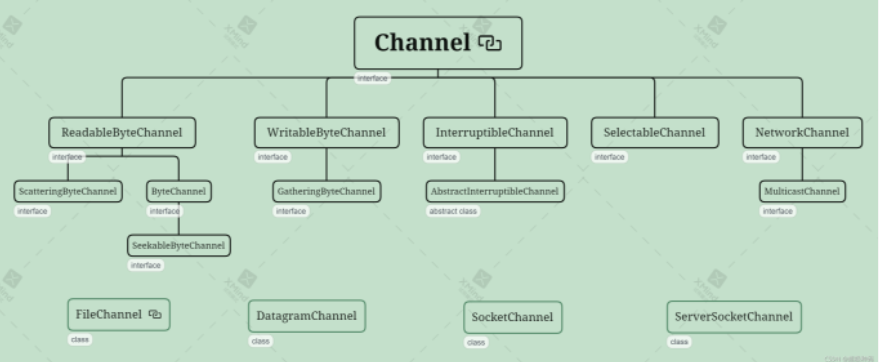 Channel
interface
ReadableByteChannel
WritableByteChannel
InterruptibleChannel
SelectableChannel
NetworkChannel
interface
interface
interface
interface
interface
ScatteringByteChannel
ByteChannel
GatheringByteChannel
AbstractInterruptibleChannel
MulticastChannel
interface
interface
interface
abstract class
interface
SeekableByteChannel
interface
FileChannel
DatagramChannel
SocketChannel
ServerSocketChannel
class
class
class
class